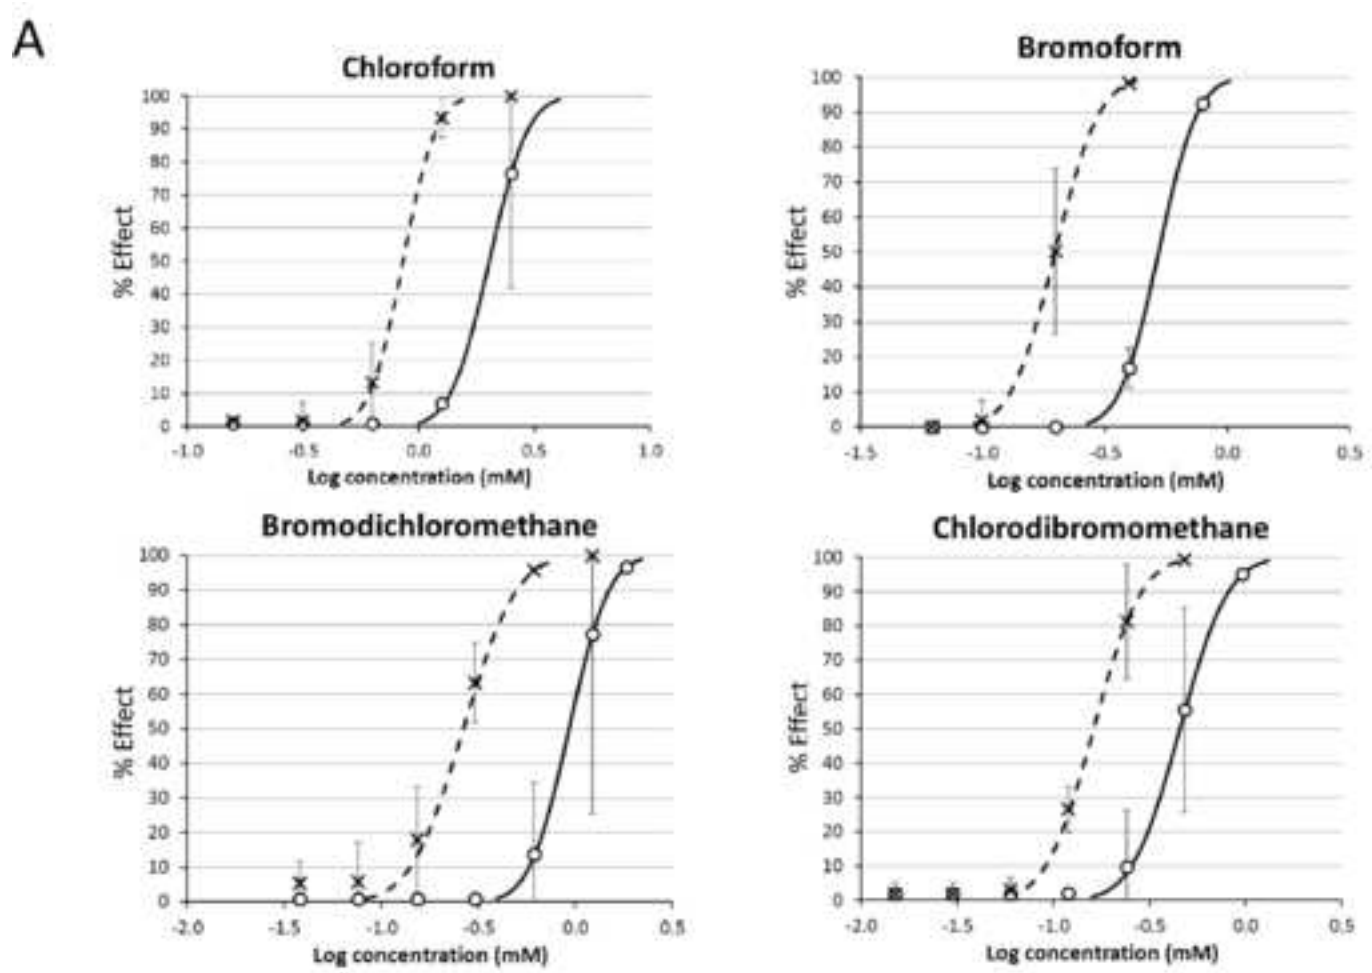 A
Chloroform
100
90
80
70
60
50
40
30
20
10
0
% Effect
-1.0 -0.5 0.0 0.5 1.0
Log concentration (mM)
Bromoform
100
90
80
70
60
50
40
30
20
10
0
% Effect
-1.5 -1.0 -0.5 0.0 0.5
Log concentration (mM)
Bromodichloromethane
100
90
80
70
60
50
40
30
20
10
0
% Effect
-2.0 -1.5 -1.0 -0.5 0.0 0.5
Log concentration (mM)
Chlorodibromomethane
100
90
80
70
60
50
40
30
20
10
0
% Effect
-2.0 -1.5 -1.0 -0.5 0.0 0.5
Log concentration (mM)